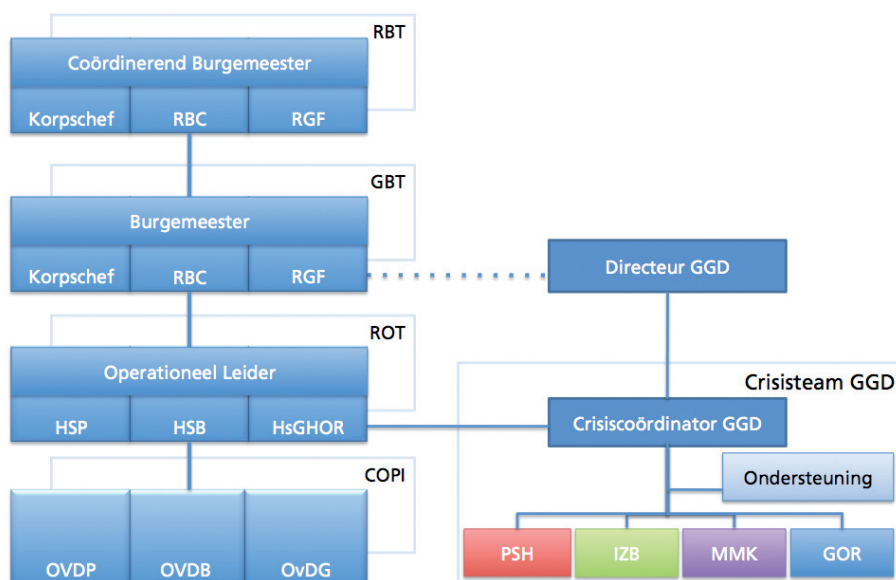 RBT
Coördinerend Burgemeester
Korpschef RBC RGF
GBT
Burgemeester
Korpschef RBC RGF
Directeur GGD
ROT
Operationeel Leider
HSP HSB HsGHOR
Crisisteam GGD
Crisiscoördinator GGD
COPI
Ondersteuning
OVDP OVDB OvDG
PSH IZB MMK GOR